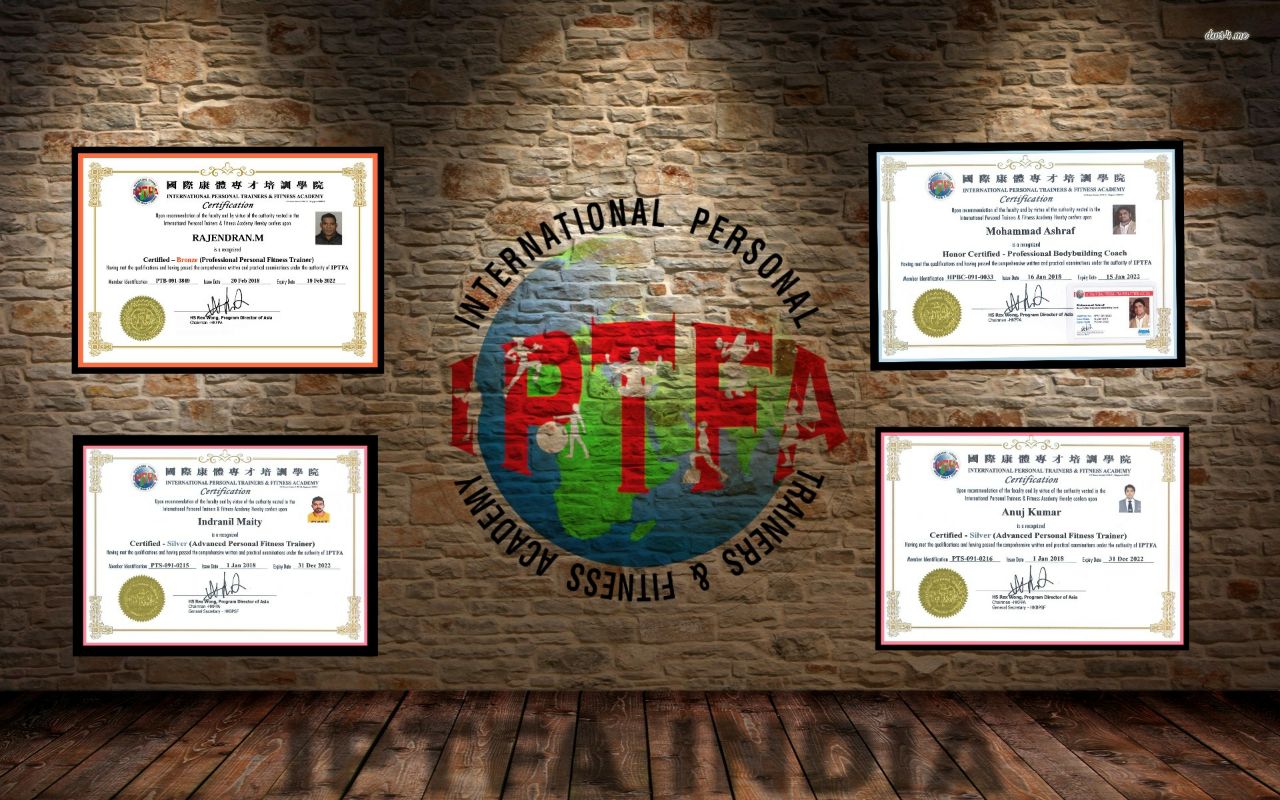 dws4.me
INTERNATIONAL PERSONAL
TRAINERS & FITNESS ACADEMY
IPTFA
國際康體專才培訓學院
INTERNATIONAL PERSONAL TRAINERS & FITNESS ACADEMY
Certification
Upon recommendation of the faculty and by virtue of the authority vested in the
International Personal Trainers & Fitness Academy Hereby confers upon
RAJENDRAN.M
is a recognized
Certified – Bronze (Professional Personal Fitness Trainer)
Having met the qualifications and having passed the comprehensive written and practical examinations under the authority of IPTFA
Member Identification PTB-091-3849 Issue Date 20 Feb 2018 Expiry Date 19 Feb 2022
HS Rex Wong, Program Director of Asia
Chairman -HKPFA
國際康體專才培訓學院
INTERNATIONAL PERSONAL TRAINERS & FITNESS ACADEMY
Certification
Upon recommendation of the faculty and by virtue of the authority vested in the
International Personal Trainers & Fitness Academy Hereby confers upon
Mohammad Ashraf
is a recognized
Honor Certified - Professional Bodybuilding Coach
Having met the qualifications and having passed the comprehensive written and practical examinations under the authority of IPTFA
Member Identification HPBC-091-0033 Issue Date 16 Jan 2018 Expiry Date 15 Jan 2022
HS Rex Wong, Program Director of Asia
Chairman -HKPFA
國際康體專才培訓學院
INTERNATIONAL PERSONAL TRAINERS & FITNESS ACADEMY
Certification
Upon recommendation of the faculty and by virtue of the authority vested in the
International Personal Trainers & Fitness Academy Hereby confers upon
Indranil Maity
is a recognized
Certified - Silver (Advanced Personal Fitness Trainer)
Having met the qualifications and having passed the comprehensive written and practical examinations under the authority of IPTFA
Member Identification PTS-091-0215 Issue Date 1 Jan 2018 Expiry Date 31 Dec 2022
HS Rex Wong, Program Director of Asia
Chairman -HKPFA
General Secretary - HKBPSF
國際康體專才培訓學院
INTERNATIONAL PERSONAL TRAINERS & FITNESS ACADEMY
Certification
Upon recommendation of the faculty and by virtue of the authority vested in the
International Personal Trainers & Fitness Academy Hereby confers upon
Anuj Kumar
is a recognized
Certified - Silver (Advanced Personal Fitness Trainer)
Having met the qualifications and having passed the comprehensive written and practical examinations under the authority of IPTFA
Member Identification PTS-091-0216 Issue Date 1 Jan 2018 Expiry Date 31 Dec 2022
HS Rex Wong, Program Director of Asia
Chairman -HKPFA
General Secretary - HKBPSF
IPTFA INDIA